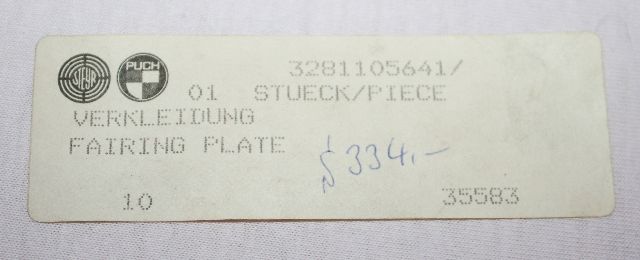 STEYR
PUCH
3281105641/
01 STUECK/PIECE
VERKLEIDUNG
FAIRING PLATE
S 334,-
10 35583